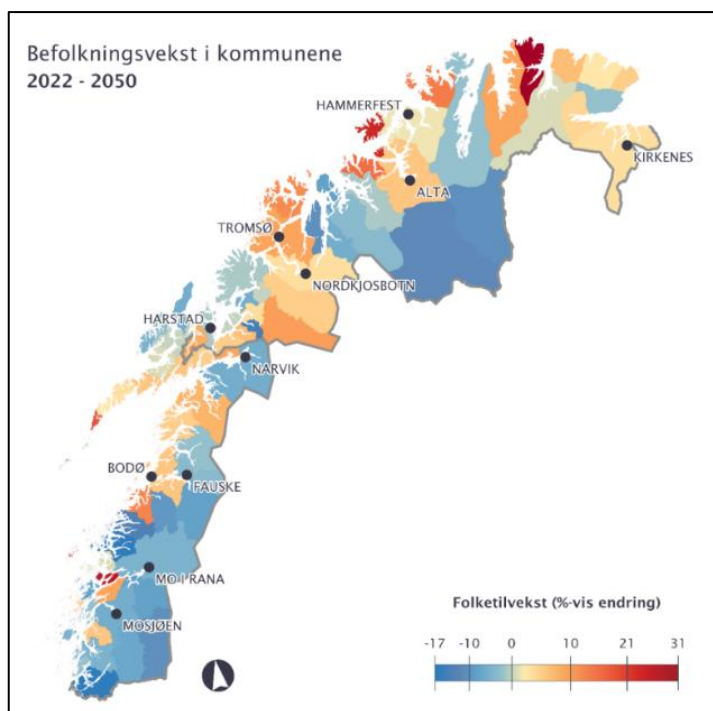 Befolkningsvekst i kommunene
2022 - 2050
HAMMERFEST
KIRKENES
ALTA
TROMSØ
NORDKJOSBOTN
HARSTAD
NARVIK
BODØ
FAUSKE
MO I RANA
MOSJØEN
Folketilvekst (%-vis endring)
-17 -10 0 10 21 31